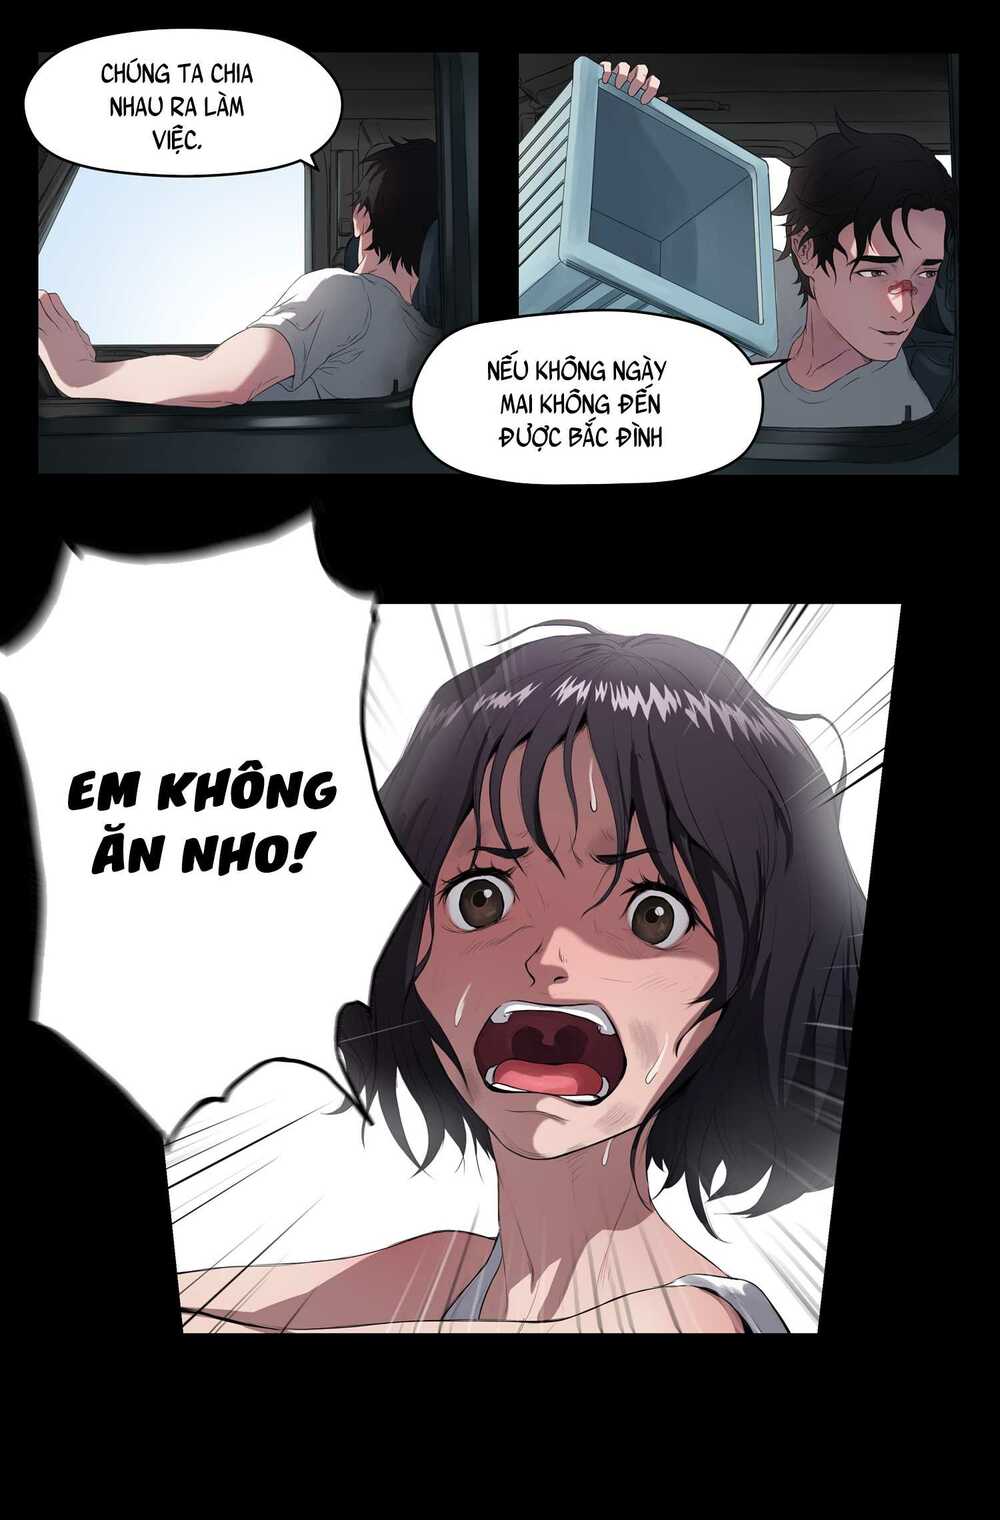 CHÚNG TA CHIA
NHAU RA LÀM
VIỆC.
NẾU KHÔNG NGÀY
MAI KHÔNG ĐẾN
ĐƯỢC BẮC ĐÌNH
EM KHÔNG
ĂN NHO!